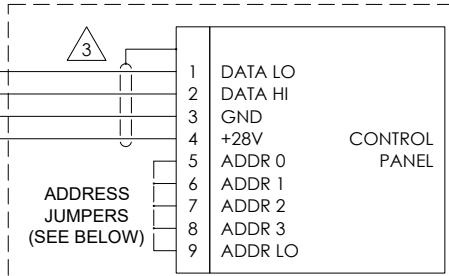 3
1 DATA LO
2 DATA HI
3 GND
4 +28V CONTROL
5 ADDR 0 PANEL
6 ADDR 1
7 ADDR 2
8 ADDR 3
9 ADDR LO
ADDRESS
JUMPERS
(SEE BELOW)